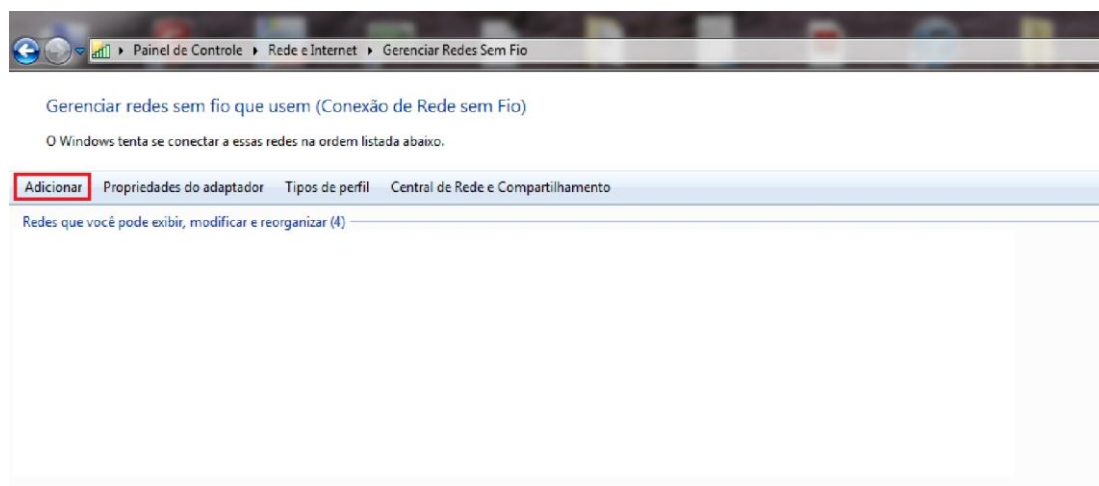 Painel de Controle ▸ Rede e Internet ▸ Gerenciar Redes Sem Fio
Gerenciar redes sem fio que usem (Conexão de Rede sem Fio)
O Windows tenta se conectar a essas redes na ordem listada abaixo.
Adicionar Propriedades do adaptador Tipos de perfil Central de Rede e Compartilhamento
Redes que você pode exibir, modificar e reorganizar (4)